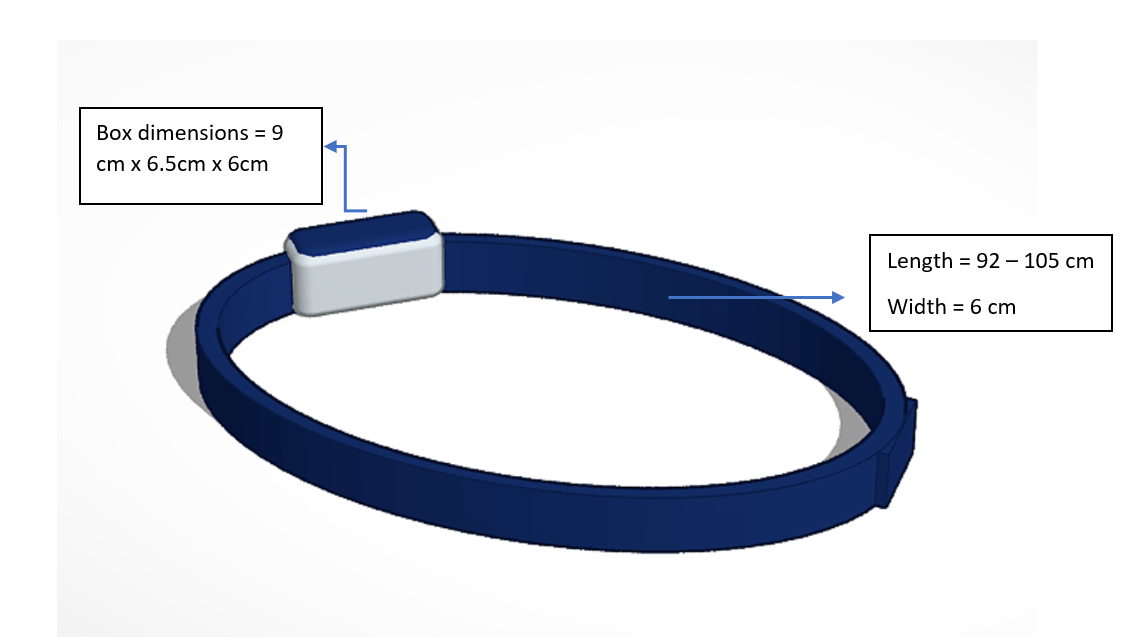 Box dimensions = 9
cm x 6.5cm x 6cm
Length = 92 – 105 cm
Width = 6 cm